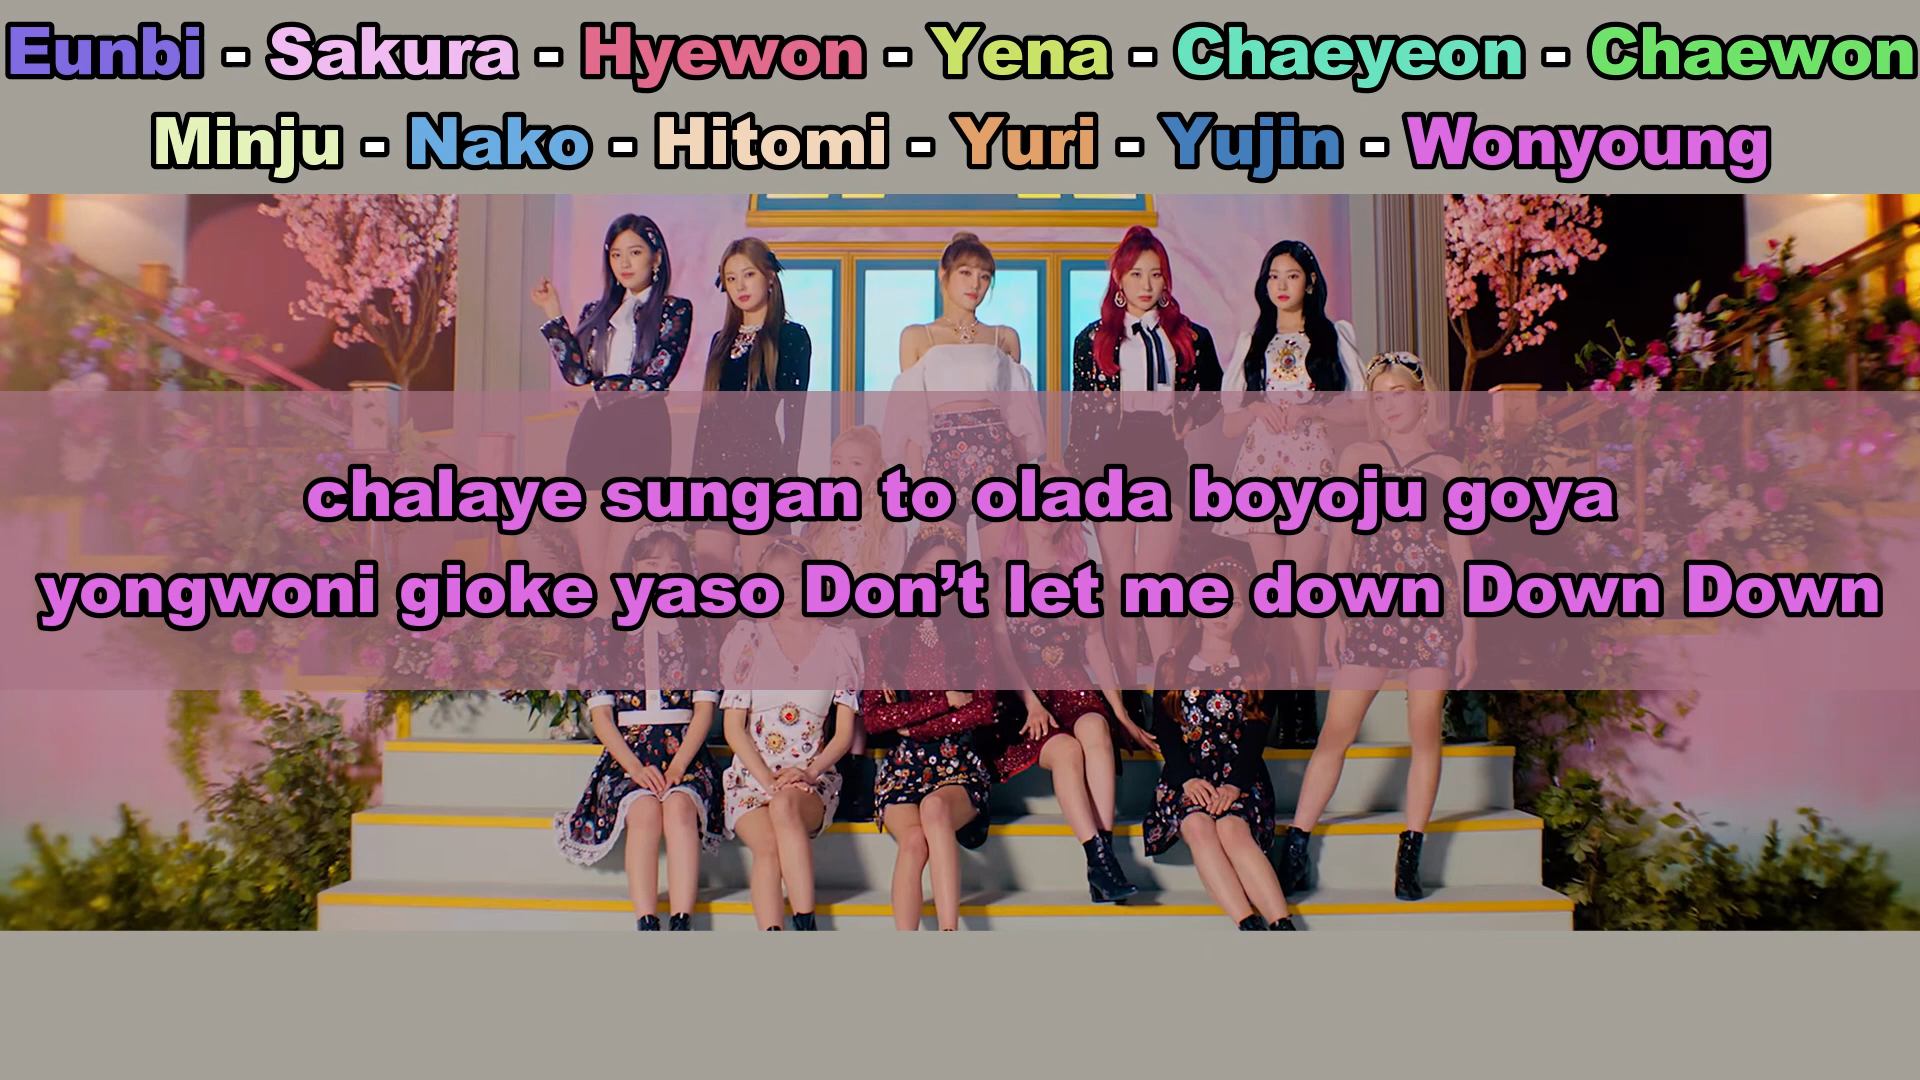 Eunbi - Sakura - Hyewon - Yena - Chaeyeon - Chaewon
Minju - Nako - Hitomi - Yuri - Yujin - Wonyoung
chalaye sungan to olada boyoju goya
yongwoni gioke yaso Don’t let me down Down Down